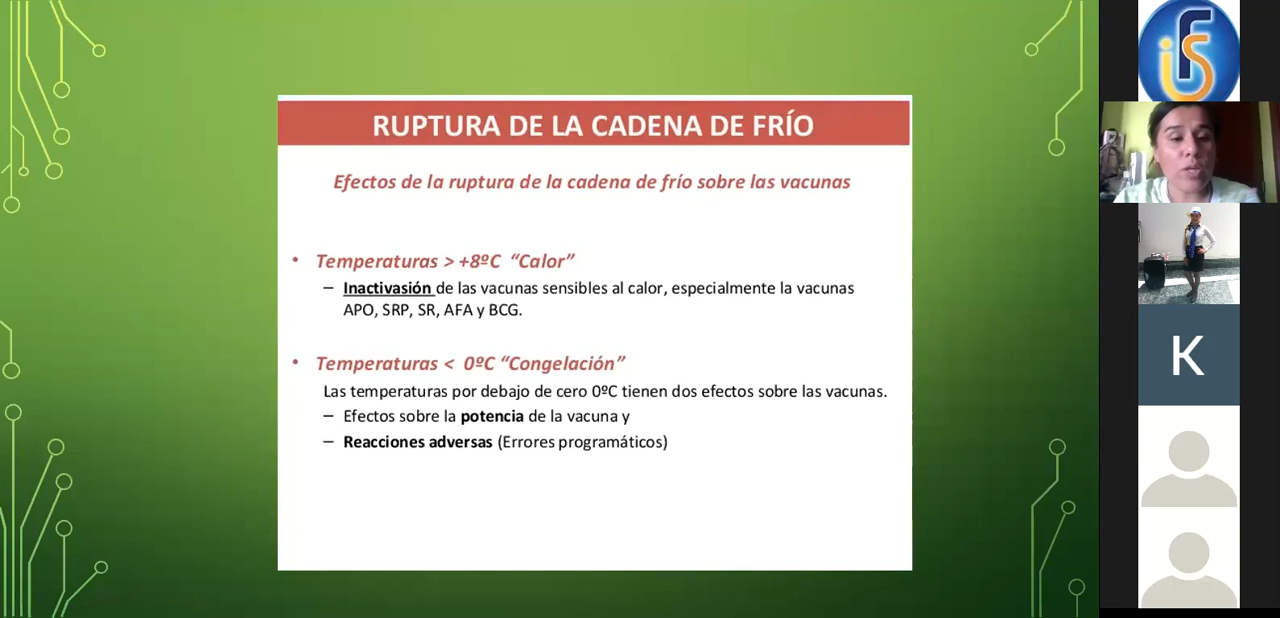 RUPTURA DE LA CADENA DE FRÍO
Efectos de la ruptura de la cadena de frío sobre las vacunas
• Temperaturas > +8ºC “Calor”
– Inactivasión de las vacunas sensibles al calor, especialmente la vacunas
APO, SRP, SR, AFA y BCG.
• Temperaturas < 0ºC “Congelación”
Las temperaturas por debajo de cero 0ºC tienen dos efectos sobre las vacunas.
– Efectos sobre la potencia de la vacuna y
– Reacciones adversas (Errores programáticos)
iFS
K